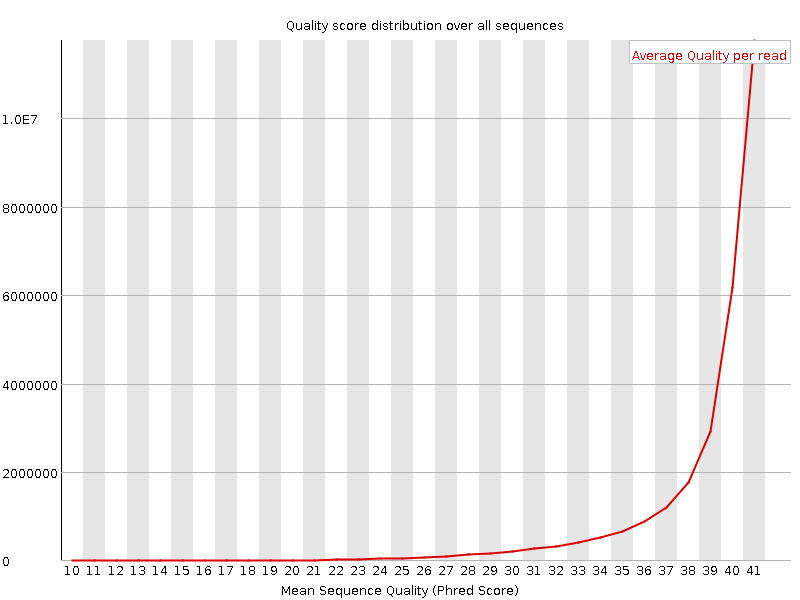 Quality score distribution over all sequences
Average Quality per read
1.0E7
8000000
6000000
4000000
2000000
0
10 11 12 13 14 15 16 17 18 19 20 21 22 23 24 25 26 27 28 29 30 31 32 33 34 35 36 37 38 39 40 41
Mean Sequence Quality (Phred Score)